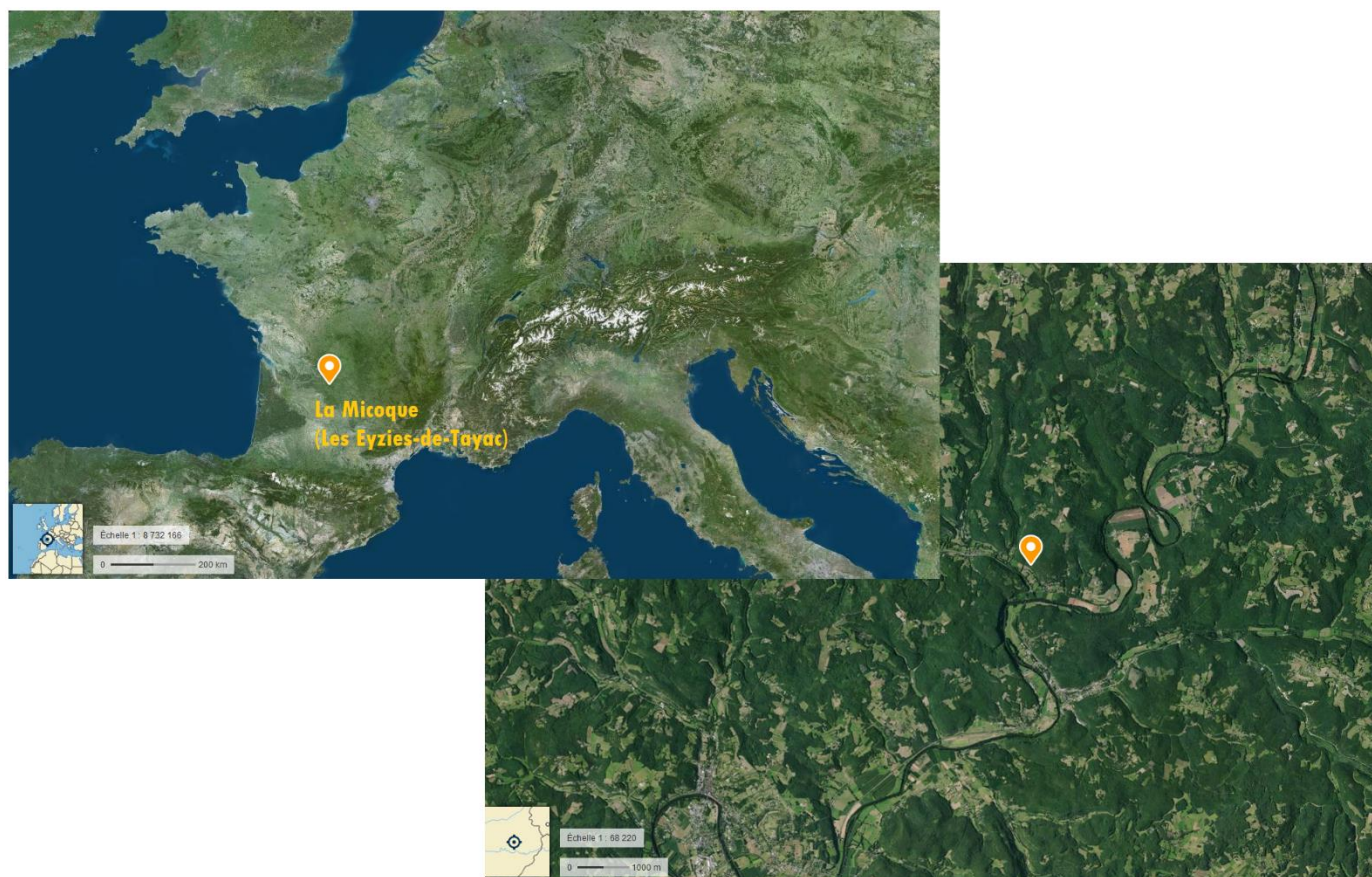 La Micoque
(Les Eyzies-de-Tayac)
Échelle 1 : 8 732 166
0 200 km
Échelle 1 : 68 220
0 1000 m